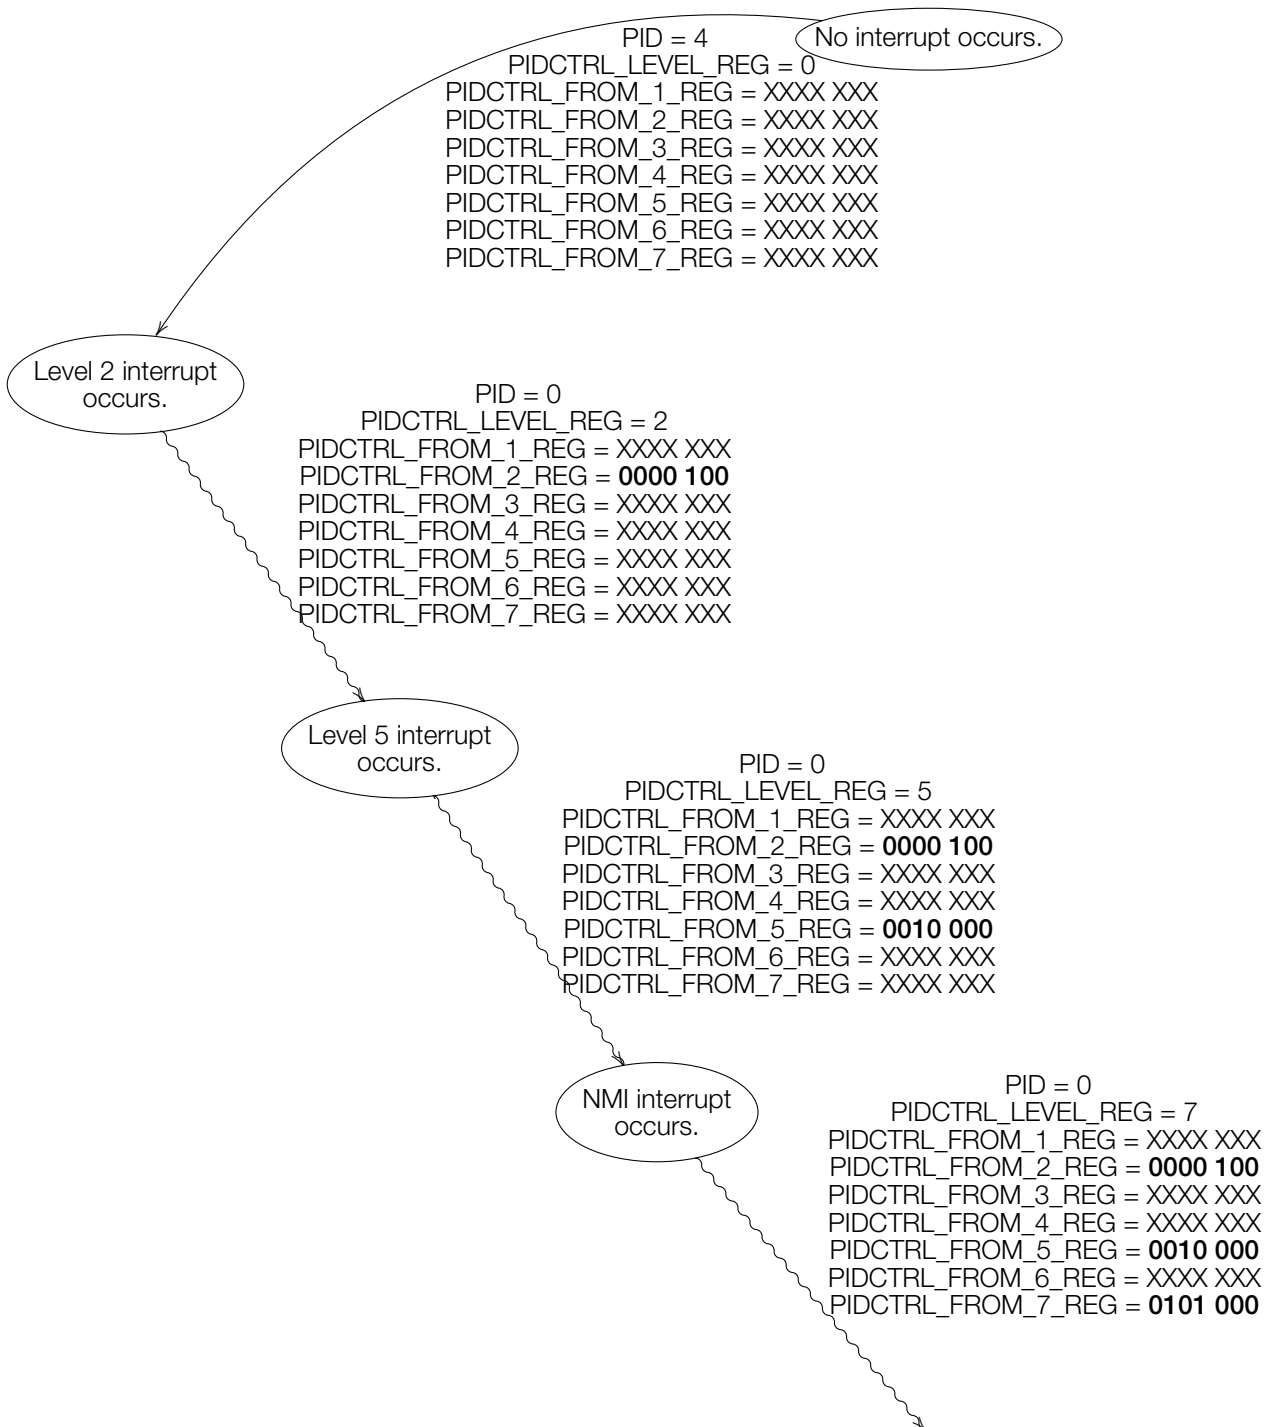 No interrupt occurs.
PID = 4
PIDCTRL_LEVEL_REG = 0
PIDCTRL_FROM_1_REG = XXXX XXX
PIDCTRL_FROM_2_REG = XXXX XXX
PIDCTRL_FROM_3_REG = XXXX XXX
PIDCTRL_FROM_4_REG = XXXX XXX
PIDCTRL_FROM_5_REG = XXXX XXX
PIDCTRL_FROM_6_REG = XXXX XXX
PIDCTRL_FROM_7_REG = XXXX XXX
Level 2 interrupt
occurs.
PID = 0
PIDCTRL_LEVEL_REG = 2
PIDCTRL_FROM_1_REG = XXXX XXX
PIDCTRL_FROM_2_REG = 0000 100
PIDCTRL_FROM_3_REG = XXXX XXX
PIDCTRL_FROM_4_REG = XXXX XXX
PIDCTRL_FROM_5_REG = XXXX XXX
PIDCTRL_FROM_6_REG = XXXX XXX
PIDCTRL_FROM_7_REG = XXXX XXX
Level 5 interrupt
occurs.
PID = 0
PIDCTRL_LEVEL_REG = 5
PIDCTRL_FROM_1_REG = XXXX XXX
PIDCTRL_FROM_2_REG = 0000 100
PIDCTRL_FROM_3_REG = XXXX XXX
PIDCTRL_FROM_4_REG = XXXX XXX
PIDCTRL_FROM_5_REG = 0010 000
PIDCTRL_FROM_6_REG = XXXX XXX
PIDCTRL_FROM_7_REG = XXXX XXX
NMI interrupt
occurs.
PID = 0
PIDCTRL_LEVEL_REG = 7
PIDCTRL_FROM_1_REG = XXXX XXX
PIDCTRL_FROM_2_REG = 0000 100
PIDCTRL_FROM_3_REG = XXXX XXX
PIDCTRL_FROM_4_REG = XXXX XXX
PIDCTRL_FROM_5_REG = 0010 000
PIDCTRL_FROM_6_REG = XXXX XXX
PIDCTRL_FROM_7_REG = 0101 000